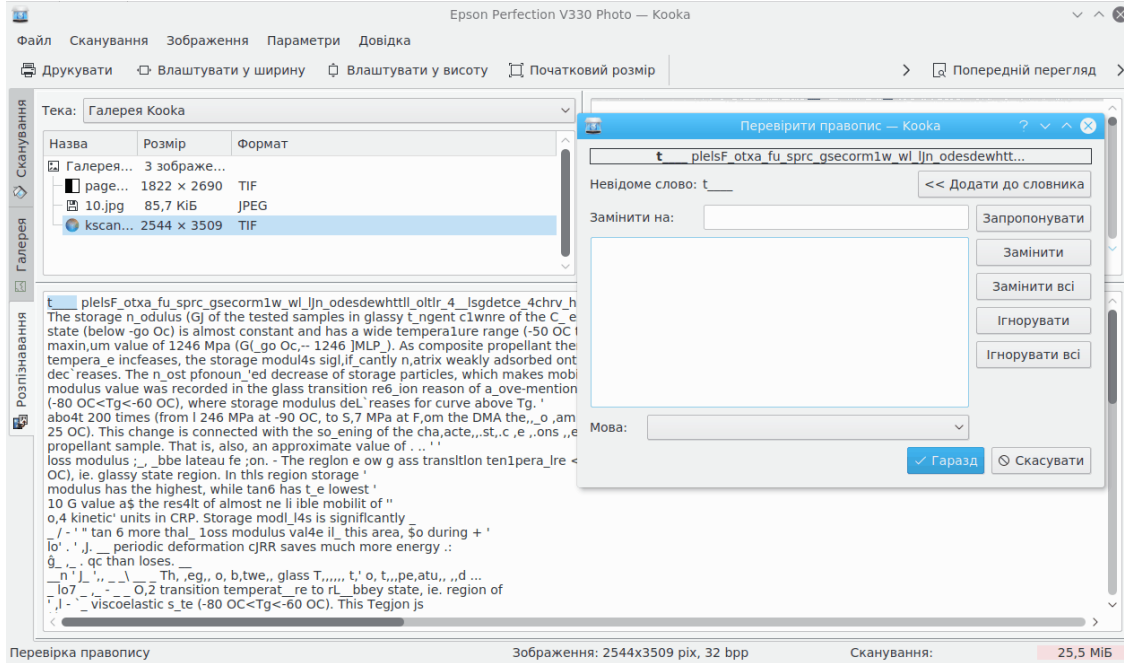 Epson Perfection V330 Photo — Kooka
Файл Сканування Зображення Параметри Довідка
Друкувати Влаштувати у ширину Влаштувати у висоту Початковий розмір Попередній перегляд
Сканування
Галерея
Розпізнавання
Тека: Галерея Kooka
Назва Розмір Формат
Галерея... 3 зображе...
page... 1822 × 2690 TIF
10.jpg 85,7 КіБ JPEG
kscan... 2544 × 3509 TIF
Перевірити правопис — Kooka
t____ plelsF_otxa_fu_sprc_gsecorm1w_wl_lJn_odesdewhtt...
Невідоме слово: t____
<< Додати до словника
Замінити на:
Запропонувати
Замінити
Замінити всі
Ігнорувати
Ігнорувати всі
Мова:
Гаразд Скасувати
t____ plelsF_otxa_fu_sprc_gsecorm1w_wl_lJn_odesdewhttll_oltlr_4__lsgdetce_4chrv_h
The storage n_odulus (GJ of the tested samples in glassy t_ngent c1wnre of the C_ e
state (below -go Oc) is almost constant and has a wide tempera1ure range (-50 OC t
maxin,um value of 1246 Mpa (G(_go Oc,-- 1246 ]MLP_). As composite propellant the
tempera_e incfeases, the storage modul4s sigl,if_cantly n,atrix weakly adsorbed ont
dec`reases. The n_ost pfonoun_'ed decrease of storage particles, which makes mobi
modulus value was recorded in the glass transition re6_ion reason of a_ove-mention
(-80 OC<Tg<-60 OC), where storage modulus deL`reases for curve above Tg. '
abo4t 200 times (from l 246 MPa at -90 OC, to S,7 MPa at F,om the DMA the,,_o ,am
25 OC). This change is connected with the so_ening of the cha,acte,,.st,.c ,e ,.ons ,,e
propellant sample. That is, also, an approximate value of . .. ' '
loss modulus ;_, _bbe lateau fe ;on. - The reglon e ow g ass transltlon ten1pera_lre <
OC), ie. glassy state region. In thls region storage '
modulus has the highest, while tan6 has t_e lowest '
10 G value a$ the res4lt of almost ne li ible mobilit of ''
o,4 kinetic' units in CRP. Storage modl_l4s is signiflcantly _
_ / - ' " tan 6 more thal_ 1oss modulus val4e il_ this area, $o during + '
lo' . ' ,J. __ periodic deformation cJRR saves much more energy .:
ĝ_ ,_ . qc than loses. __
__n ' J_ ',, _ _\ __ _ Th, ,eg,, o, b,twe,, glass T,,,,,, t,' o, t,,,pe,atu,, ,,d ...
_ lo7 _ ,_ - _ _ O,2 transition temperat__re to rL__bbey state, ie. region of
' ,l - `_ viscoelastic s_te (-80 OC<Tg<-60 OC). This Tegjon js
Перевірка правопису Зображення: 2544x3509 pix, 32 bpp Сканування: 25,5 МіБ